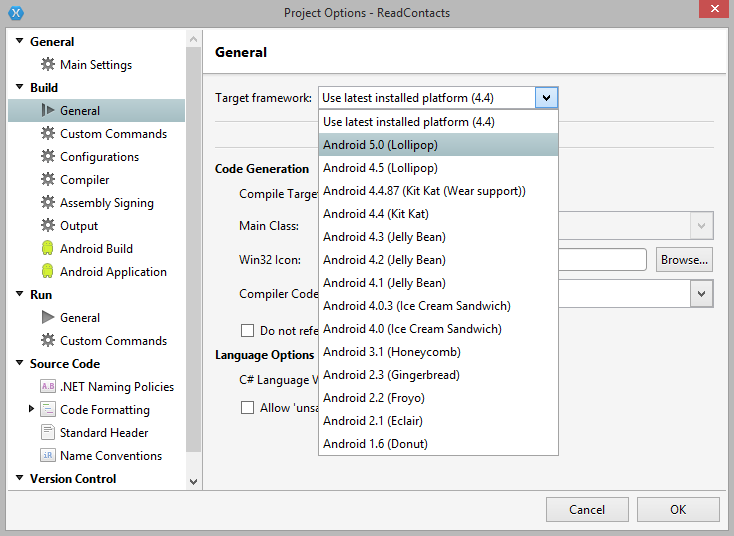 Project Options - ReadContacts
General
Main Settings
Build
General
Custom Commands
Configurations
Compiler
Assembly Signing
Output
Android Build
Android Application
Run
General
Custom Commands
Source Code
A.B .NET Naming Policies
Code Formatting
Standard Header
iR Name Conventions
Version Control
General
Target framework: Use latest installed platform (4.4)
Use latest installed platform (4.4)
Android 5.0 (Lollipop)
Android 4.5 (Lollipop)
Android 4.4.87 (Kit Kat (Wear support))
Android 4.4 (Kit Kat)
Android 4.3 (Jelly Bean)
Android 4.2 (Jelly Bean)
Android 4.1 (Jelly Bean)
Android 4.0.3 (Ice Cream Sandwich)
Android 4.0 (Ice Cream Sandwich)
Android 3.1 (Honeycomb)
Android 2.3 (Gingerbread)
Android 2.2 (Froyo)
Android 2.1 (Eclair)
Android 1.6 (Donut)
Code Generation
Compile Targe
Main Class:
Win32 Icon: Browse...
Compiler Code
Do not refe
Language Options
C# Language V
Allow 'unsa
Cancel OK